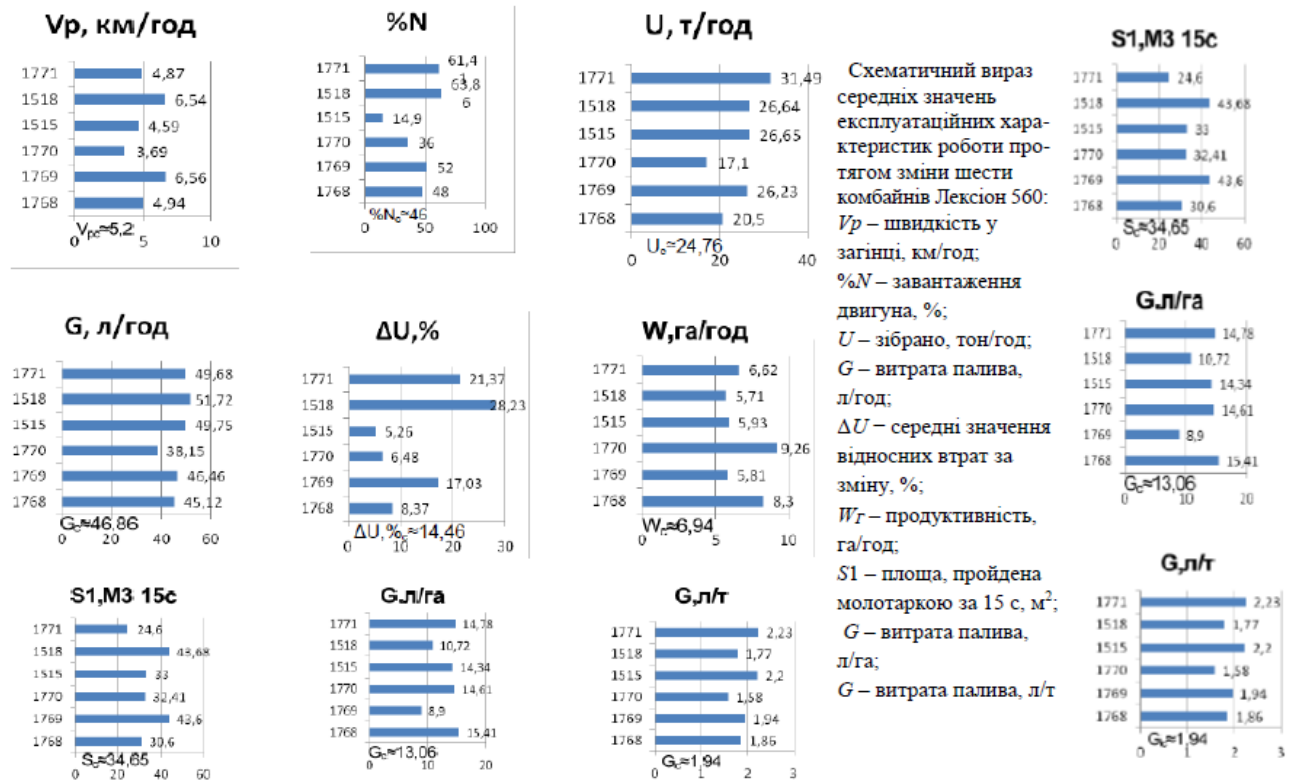 Vp, км/год
1771 4,87
1518 6,54
1515 4,59
1770 3,69
1769 6,56
1768 4,94
Vрс≈5,2
0 5 10
%N
1771 61,41
1518 63,86
1515 14,9
1770 36
1769 52
1768 48
%Nс≈46
0 50 100
U, т/год
1771 31,49
1518 26,64
1515 26,65
1770 17,1
1769 26,23
1768 20,5
Uс≈24,76
0 20 40
Схематичний вираз
середніх значень
експлуатаційних хара-
ктеристик роботи про-
тягом зміни шести
комбайнів Лексіон 560:
Vp – швидкість у
загінці, км/год;
%N – завантаження
двигуна, %;
U – зібрано, тон/год;
G – витрата палива,
л/год;
ΔU – середні значення
відносних втрат за
зміну, %;
WГ – продуктивність,
га/год;
S1 – площа, пройдена
молотаркою за 15 с, м²;
G – витрата палива,
л/га;
G – витрата палива, л/т
S1,М3 15с
1771 24,6
1518 43,68
1515 33
1770 32,41
1769 43,6
1768 30,6
Sс≈34,65
0 20 40 60
G, л/год
1771 49,68
1518 51,72
1515 49,75
1770 38,15
1769 46,46
1768 45,12
Gс≈46,86
0 20 40 60
ΔU,%
1771 21,37
1518 28,23
1515 5,26
1770 6,48
1769 17,03
1768 8,37
ΔU,%с≈14,46
0 10 20 30
W,га/год
1771 6,62
1518 5,71
1515 5,93
1770 9,26
1769 5,81
1768 8,3
Wг≈6,94
0 5 10
G.л/га
1771 14,78
1518 10,72
1515 14,34
1770 14,61
1769 8,9
1768 15,41
Gс≈13,06
0 10 20
S1,М3 15с
1771 24,6
1518 43,68
1515 33
1770 32,41
1769 43,6
1768 30,6
Sс≈34,65
0 20 40 60
G.л/га
1771 14,78
1518 10,72
1515 14,34
1770 14,61
1769 8,9
1768 15,41
Gс≈13,06
0 10 20
G,л/т
1771 2,23
1518 1,77
1515 2,2
1770 1,58
1769 1,94
1768 1,86
Gс≈1,94
0 1 2 3
G,л/т
1771 2,23
1518 1,77
1515 2,2
1770 1,58
1769 1,94
1768 1,86
Gс≈1,94
0 1 2 3